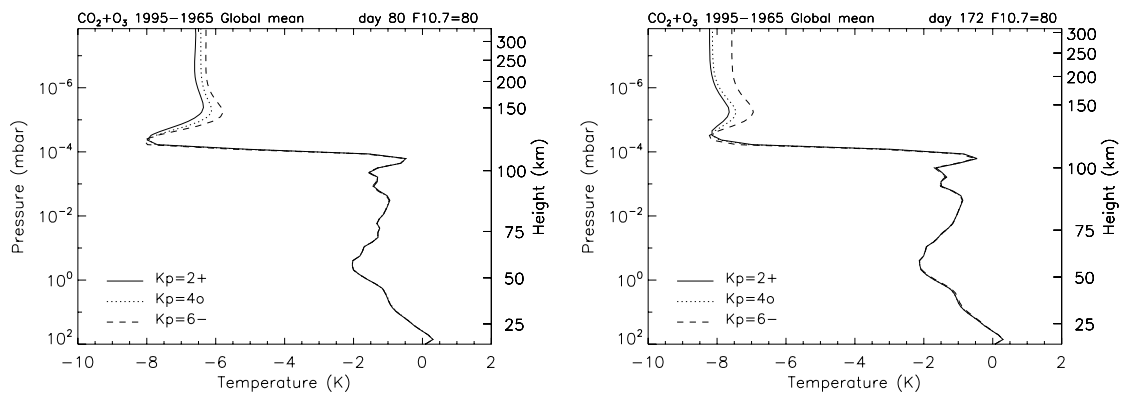 CO2+O3 1995−1965 Global mean day 80 F10.7=80
300
250
200
10^-6
150
10^-4
100
10^-2
75
10^0
50
10^2
25
Pressure (mbar)
Height (km)
Kp=2+
Kp=4o
Kp=6−
−10 −8 −6 −4 −2 0 2
Temperature (K)
CO2+O3 1995−1965 Global mean day 172 F10.7=80
300
250
200
10^-6
150
10^-4
100
10^-2
75
10^0
50
10^2
25
Pressure (mbar)
Height (km)
Kp=2+
Kp=4o
Kp=6−
−10 −8 −6 −4 −2 0 2
Temperature (K)